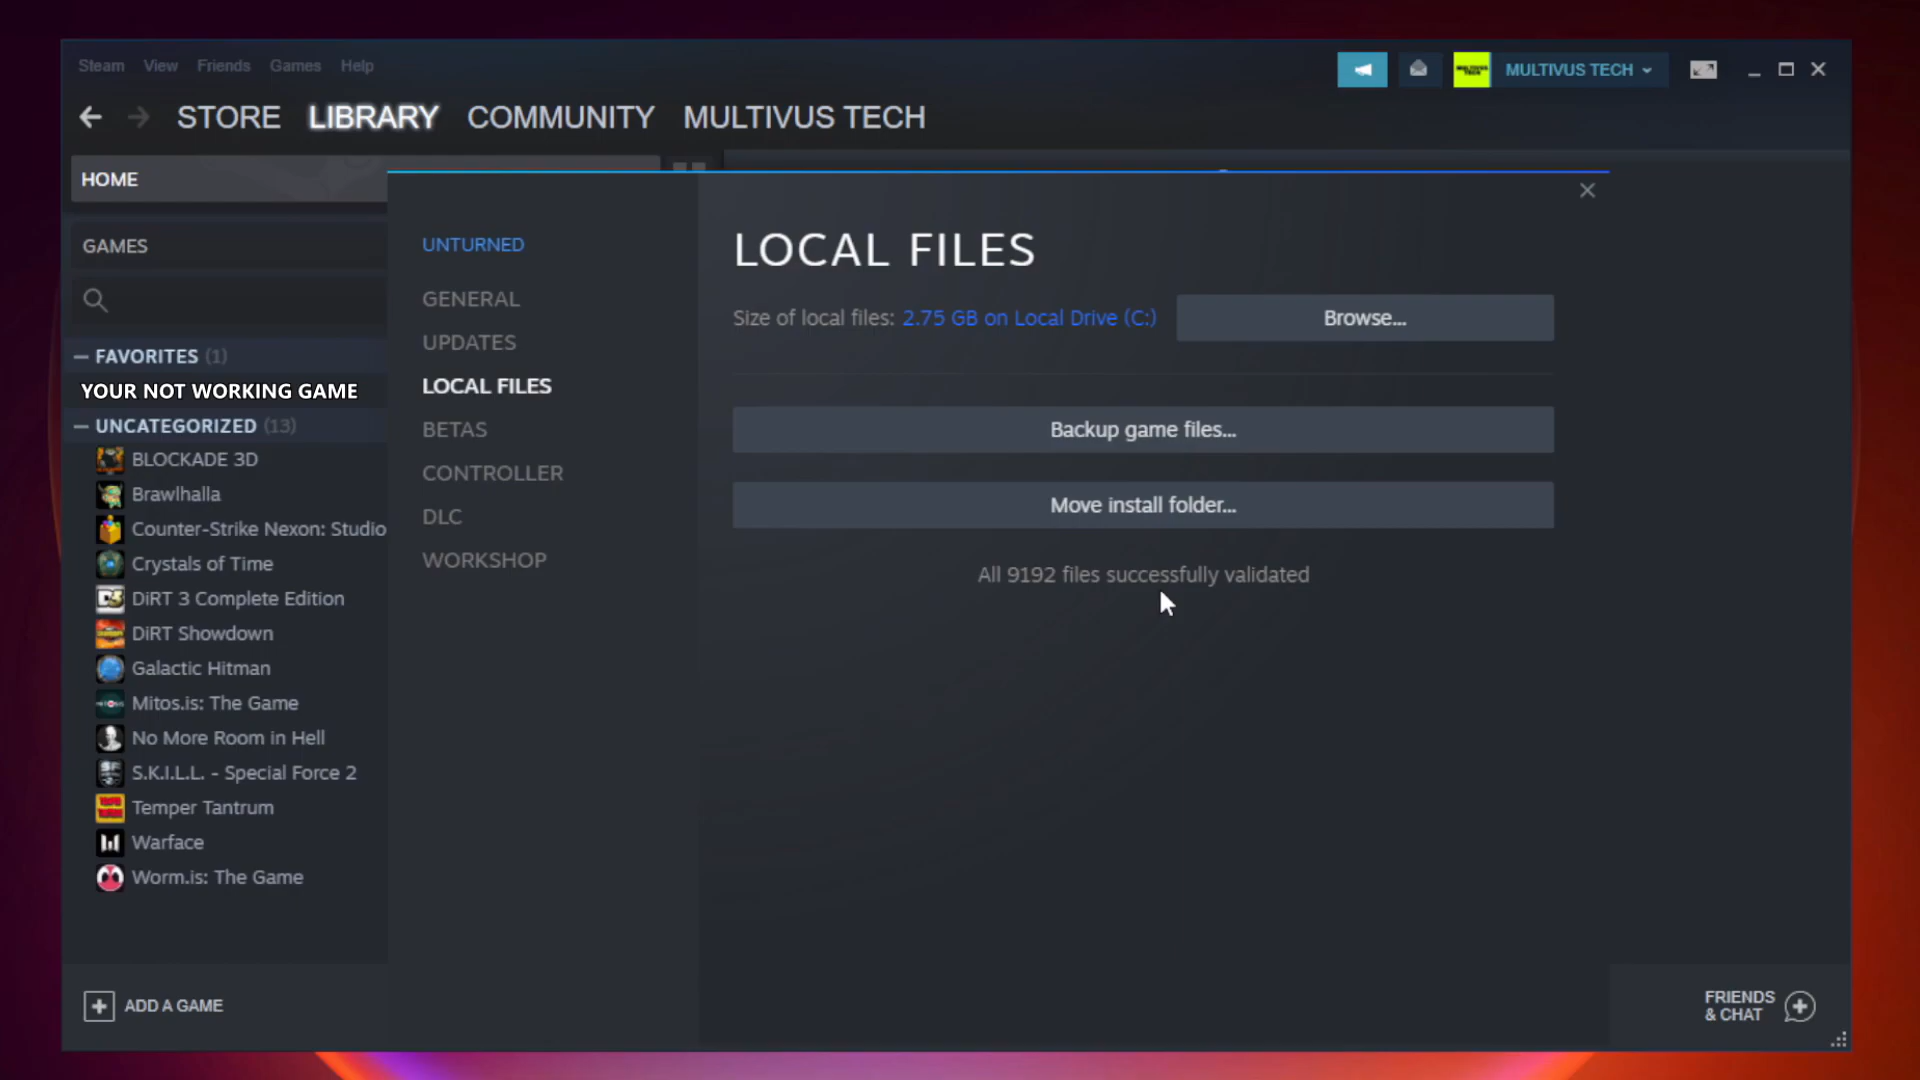 Steam View Friends Games Help
MULTIVUS TECH
STORE LIBRARY COMMUNITY MULTIVUS TECH
HOME
GAMES
FAVORITES (1)
YOUR NOT WORKING GAME
UNCATEGORIZED (13)
BLOCKADE 3D
Brawlhalla
Counter-Strike Nexon: Studio
Crystals of Time
DiRT 3 Complete Edition
DiRT Showdown
Galactic Hitman
Mitos.is: The Game
No More Room in Hell
S.K.I.L.L. - Special Force 2
Temper Tantrum
Warface
Worm.is: The Game
ADD A GAME
UNTURNED
GENERAL
UPDATES
LOCAL FILES
BETAS
CONTROLLER
DLC
WORKSHOP
LOCAL FILES
Size of local files: 2.75 GB on Local Drive (C:) Browse...
Backup game files...
Move install folder...
All 9192 files successfully validated
FRIENDS
& CHAT